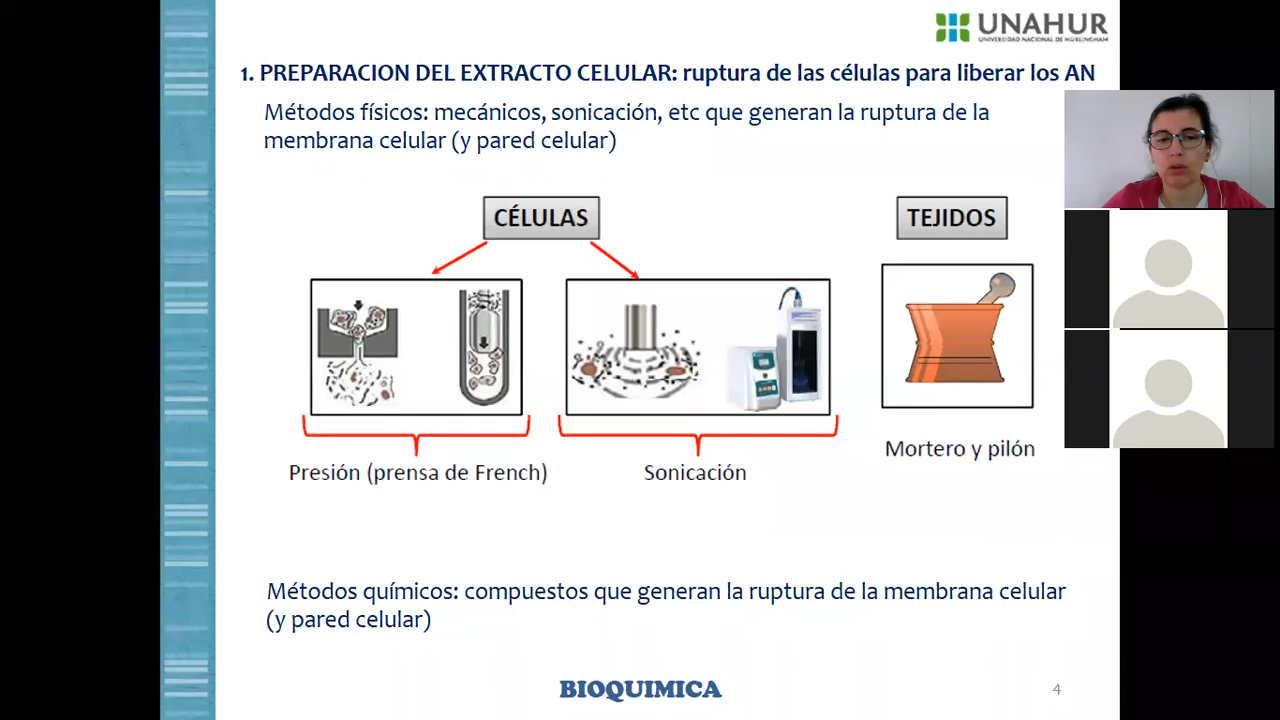 UNAHUR
UNIVERSIDAD NACIONAL DE HURLINGHAM
1. PREPARACION DEL EXTRACTO CELULAR: ruptura de las células para liberar los AN
Métodos físicos: mecánicos, sonicación, etc que generan la ruptura de la
membrana celular (y pared celular)
CÉLULAS
TEJIDOS
Presión (prensa de French)
Sonicación
Mortero y pilón
Métodos químicos: compuestos que generan la ruptura de la membrana celular
(y pared celular)
BIOQUIMICA
4